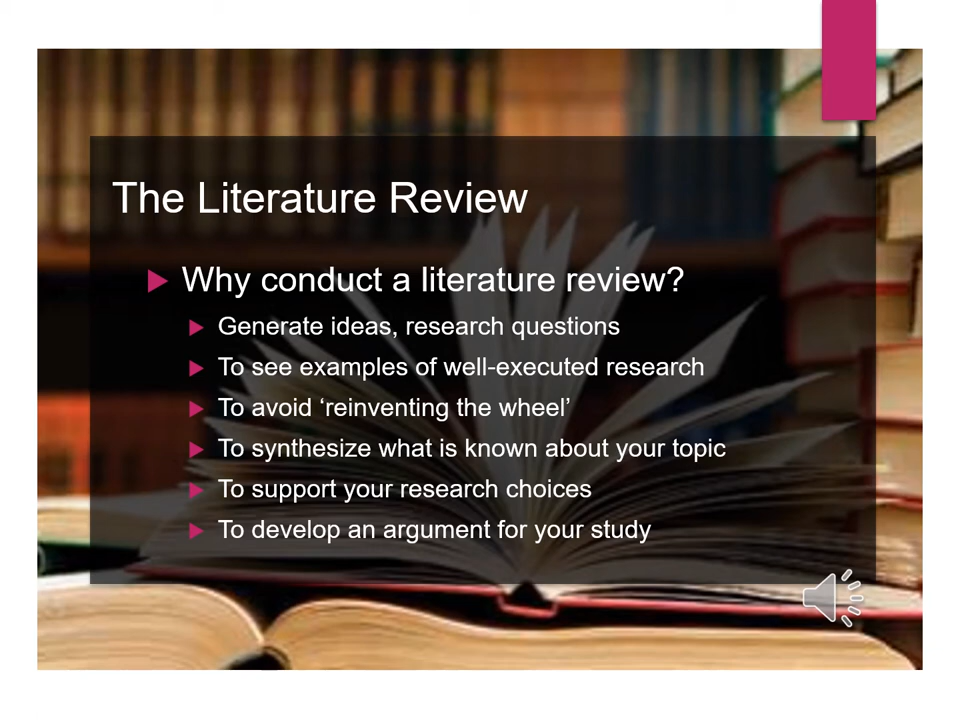 The Literature Review
Why conduct a literature review?
Generate ideas, research questions
To see examples of well-executed research
To avoid ‘reinventing the wheel’
To synthesize what is known about your topic
To support your research choices
To develop an argument for your study